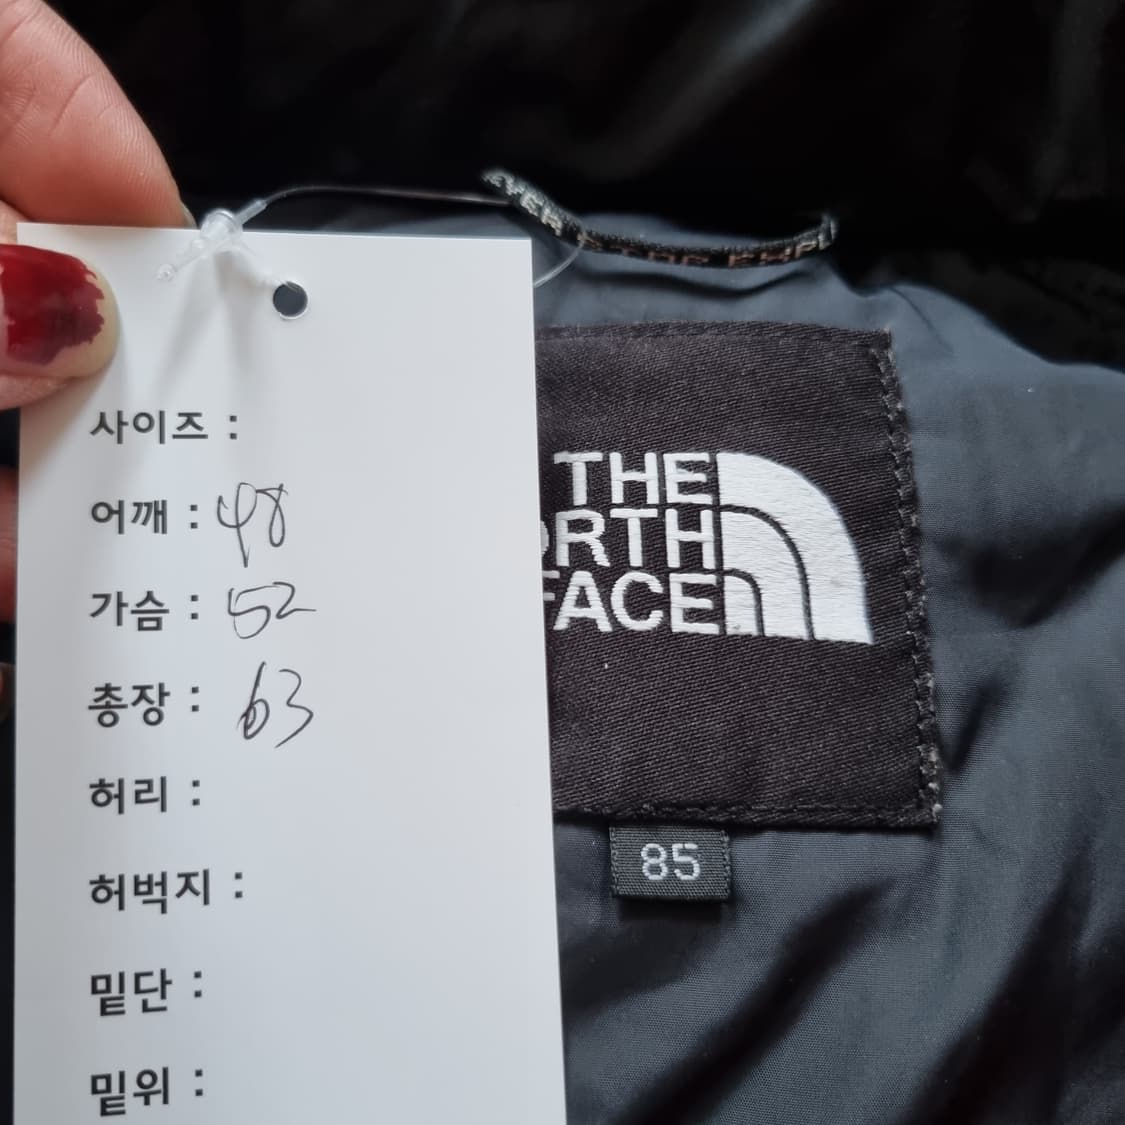 사이즈 :
어깨 : 48
가슴 : 52
총장 : 63
허리 :
허벅지 :
밑단 :
밑위 :
THE
ORTH
FACE
85